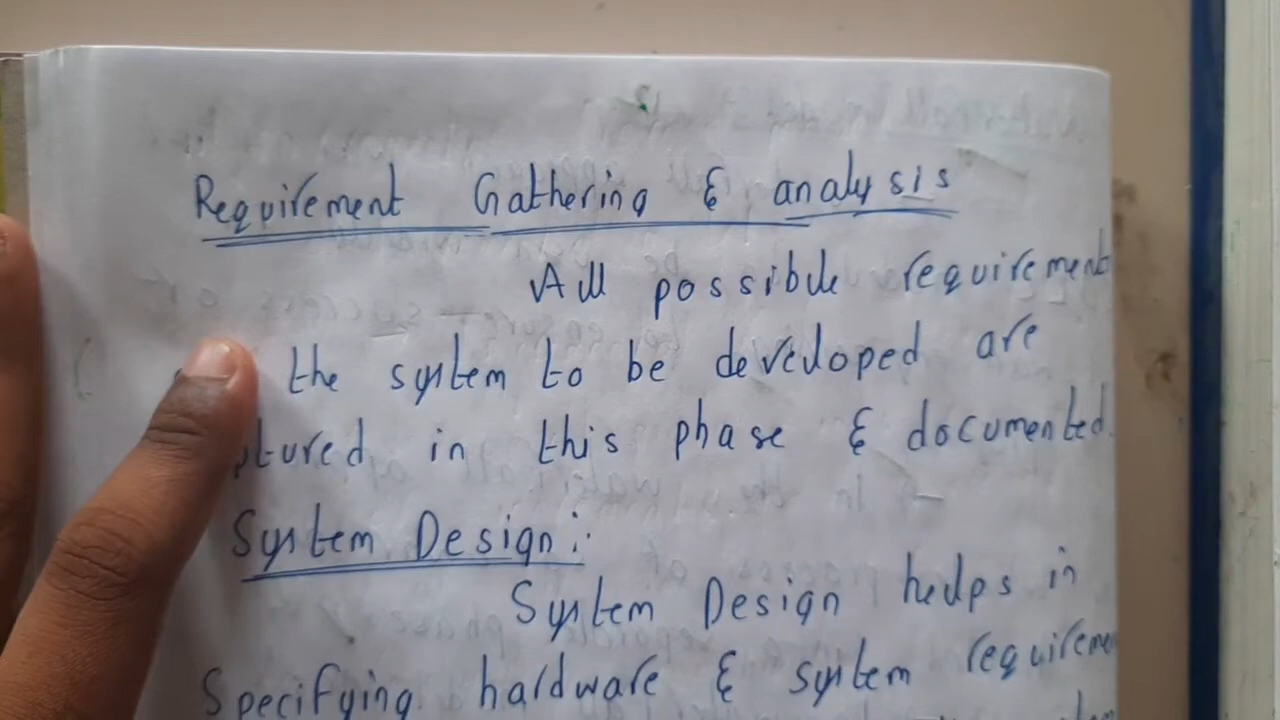 Requirement Gathering & analysis
All possible requirement
the system to be developed are
ptured in this phase & documented.
System Design:
System Design helps in
Specifying hardware & system requireme